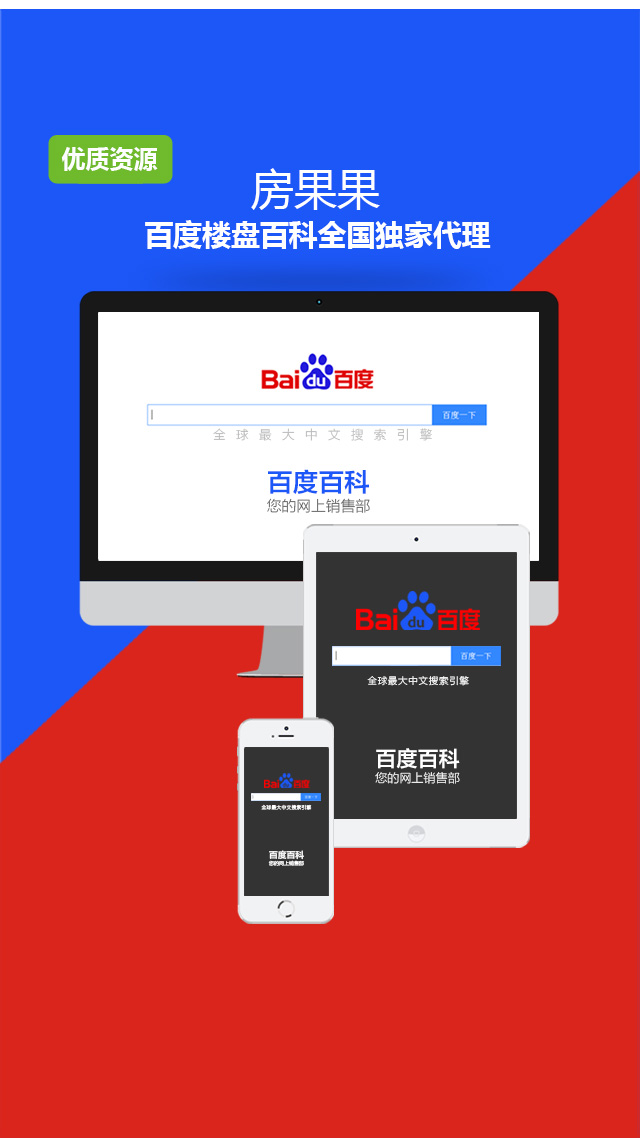 优质资源
房果果
百度楼盘百科全国独家代理
Bai du 百度
百度一下
全球最大中文搜索引擎
百度百科
您的网上销售部
Bai du 百度
百度一下
全球最大中文搜索引擎
百度百科
您的网上销售部
Bai du 百度
百度一下
全球最大中文搜索引擎
百度百科
您的网上销售部